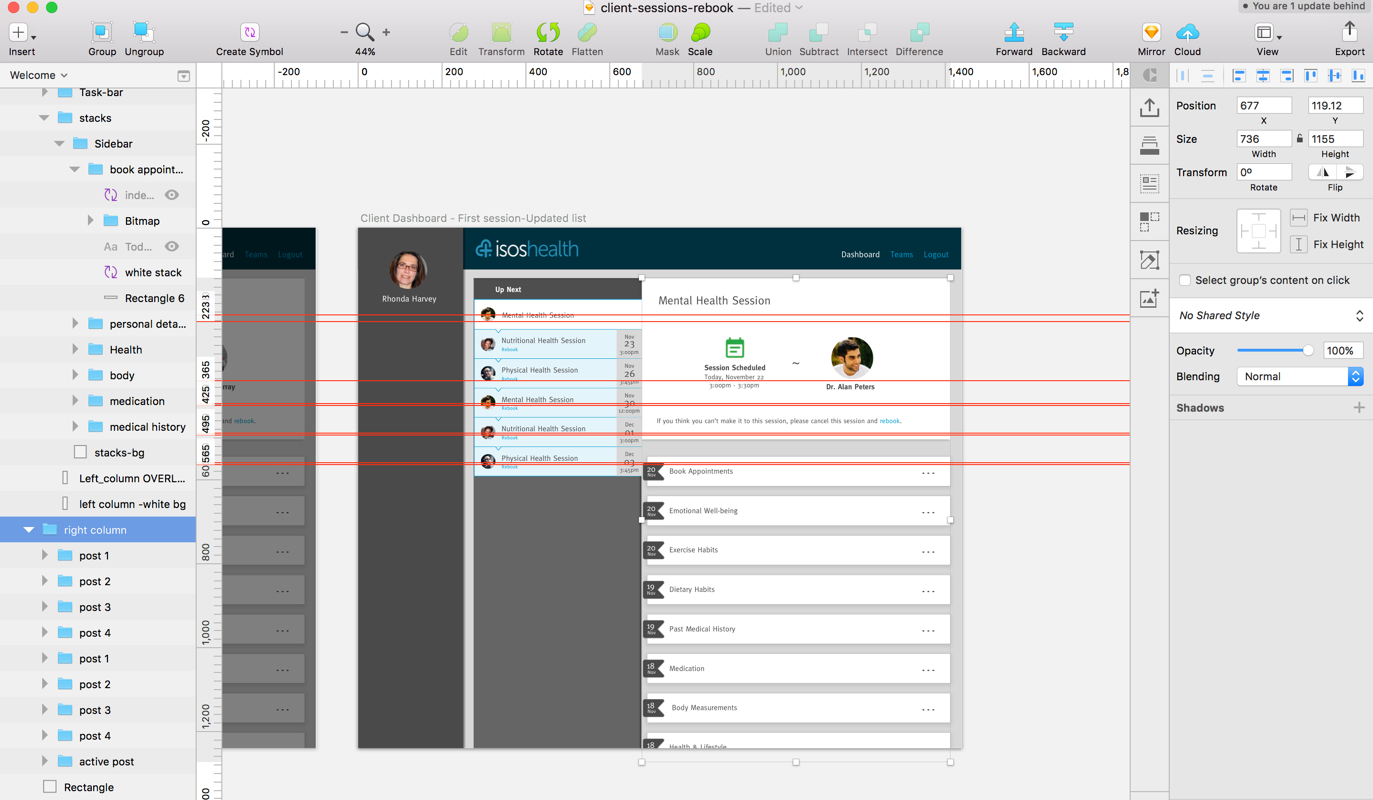 client-sessions-rebook — Edited
You are 1 update behind
Insert
Group Ungroup
Create Symbol
44%
Edit Transform Rotate Flatten
Mask Scale
Union Subtract Intersect Difference
Forward Backward
Mirror Cloud
View
Export
Welcome
Task-bar
stacks
Sidebar
book appoint...
inde...
Bitmap
Aa Tod...
white stack
Rectangle 6
personal deta...
Health
body
medication
medical history
stacks-bg
Left_column OVERL...
left column -white bg
right column
post 1
post 2
post 3
post 4
post 1
post 2
post 3
post 4
active post
Rectangle
-200 0 200 400 600 800 1,000 1,200 1,400 1,600 1,8
-200
0
223
365
425
495
565
60
800
1,000
1,200
00
ard Teams Logout
rray
and rebook.
Client Dashboard - First session-Updated list
Rhonda Harvey
isoshealth
Dashboard Teams Logout
Up Next
Mental Health Session
Nutritional Health Session
Rebook
Nov
23
3:00pm
Physical Health Session
Rebook
Nov
26
3:45pm
Mental Health Session
Rebook
Nov
30
12:00pm
Nutritional Health Session
Rebook
Dec
01
3:00pm
Physical Health Session
Rebook
Dec
03
3:45pm
Mental Health Session
Session Scheduled
Today, November 22
3:00pm - 3:30pm
~
Dr. Alan Peters
If you think you can't make it to this session, please cancel this session and rebook.
20
Nov
Book Appointments
20
Nov
Emotional Well-being
20
Nov
Exercise Habits
19
Nov
Dietary Habits
19
Nov
Past Medical History
18
Nov
Medication
18
Nov
Body Measurements
18
Health & Lifestyle
Position 677 119.12
X Y
Size 736 1155
Width Height
Transform 0º
Rotate Flip
Resizing
Fix Width
Fix Height
Select group's content on click
No Shared Style
Opacity 100%
Blending Normal
Shadows